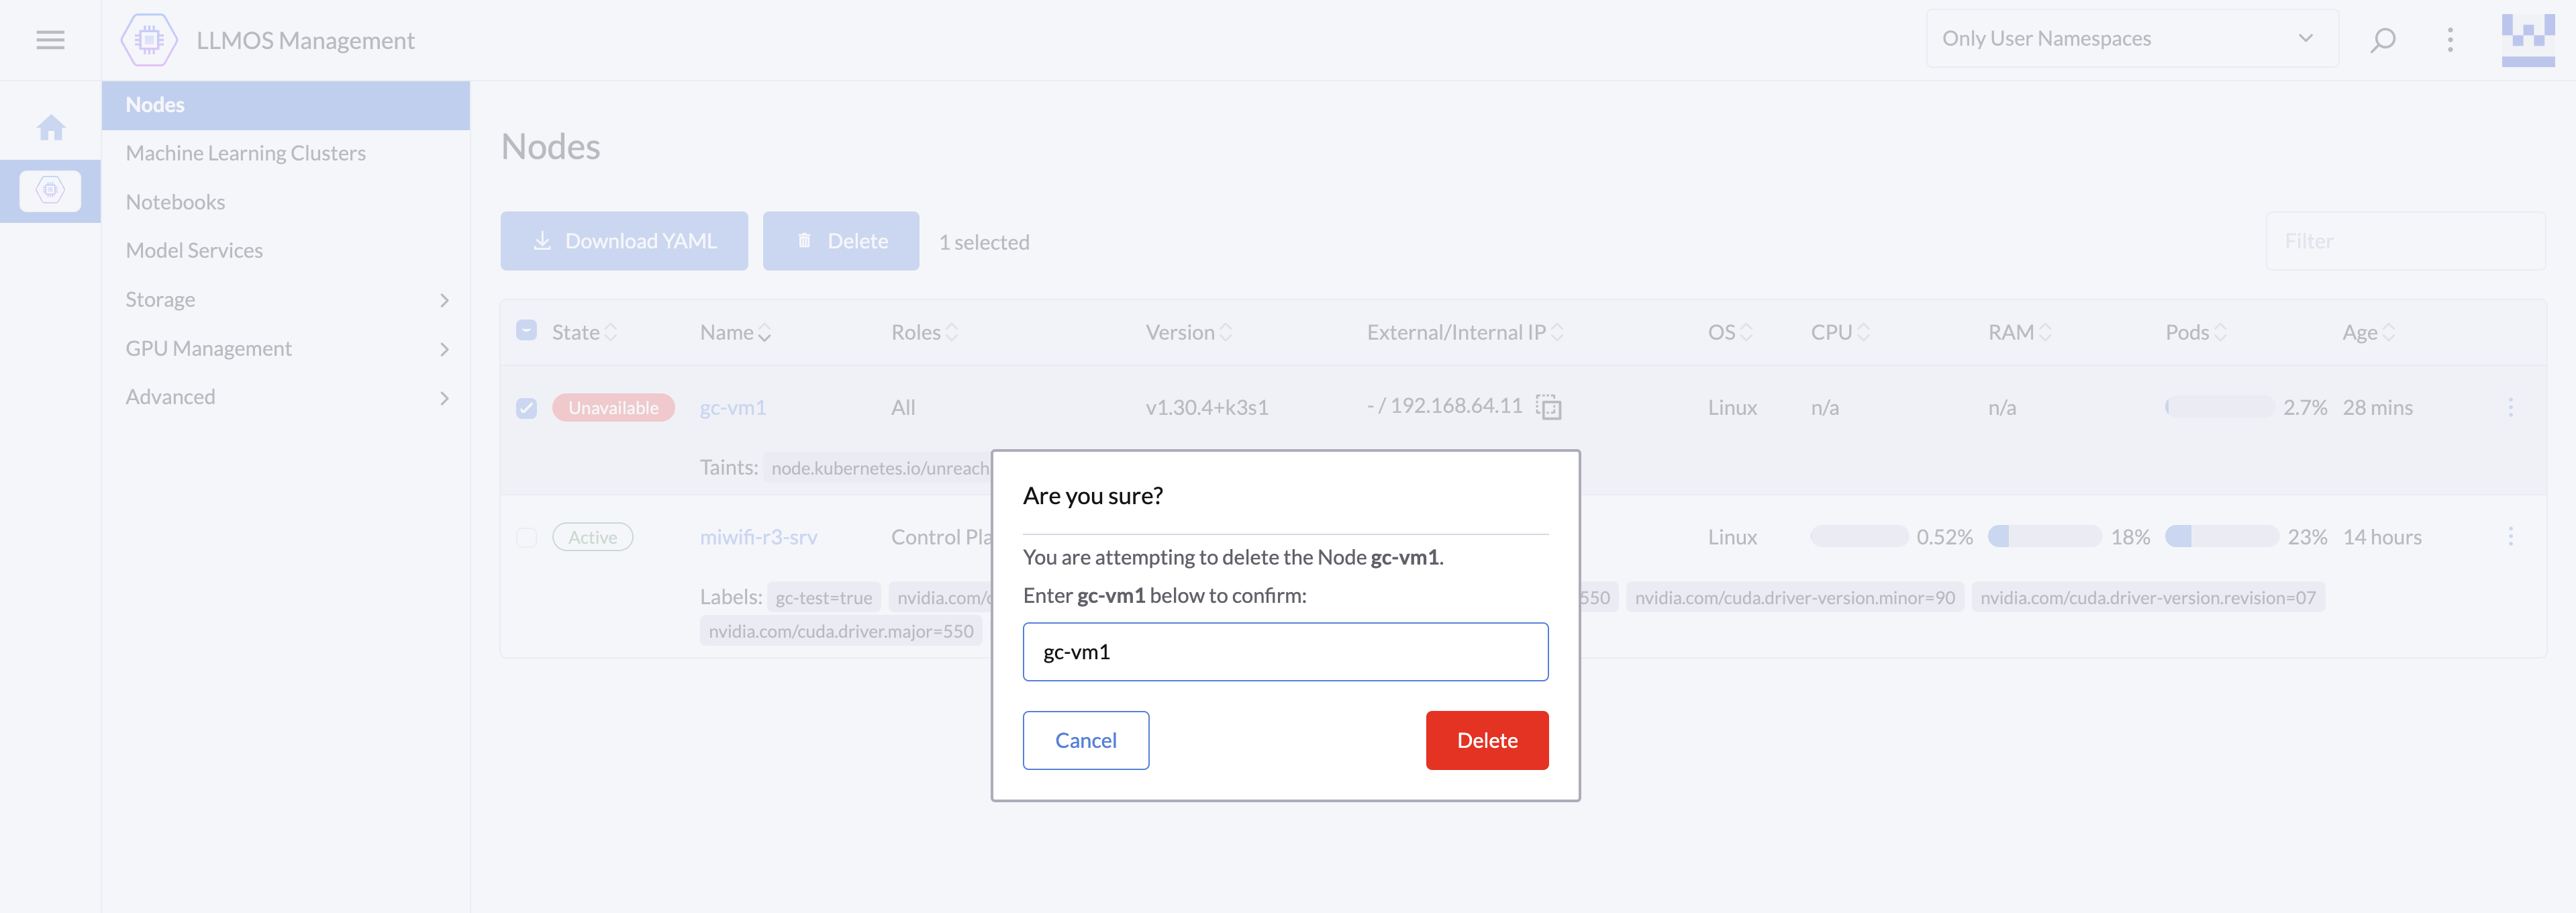 LLMOS Management
Only User Namespaces
Nodes
Machine Learning Clusters
Notebooks
Model Services
Storage
GPU Management
Advanced
Nodes
Download YAML Delete 1 selected
Filter
State Name Roles Version External/Internal IP OS CPU RAM Pods Age
Unavailable gc-vm1 All v1.30.4+k3s1 - / 192.168.64.11 Linux n/a n/a 2.7% 28 mins
Taints: node.kubernetes.io/unreach
Active miwifi-r3-srv Control Pla Linux 0.52% 18% 23% 14 hours
Labels: gc-test=true nvidia.com/c 550 nvidia.com/cuda.driver-version.minor=90 nvidia.com/cuda.driver-version.revision=07
nvidia.com/cuda.driver.major=550
Are you sure?
You are attempting to delete the Node gc-vm1.
Enter gc-vm1 below to confirm:
gc-vm1
Cancel Delete